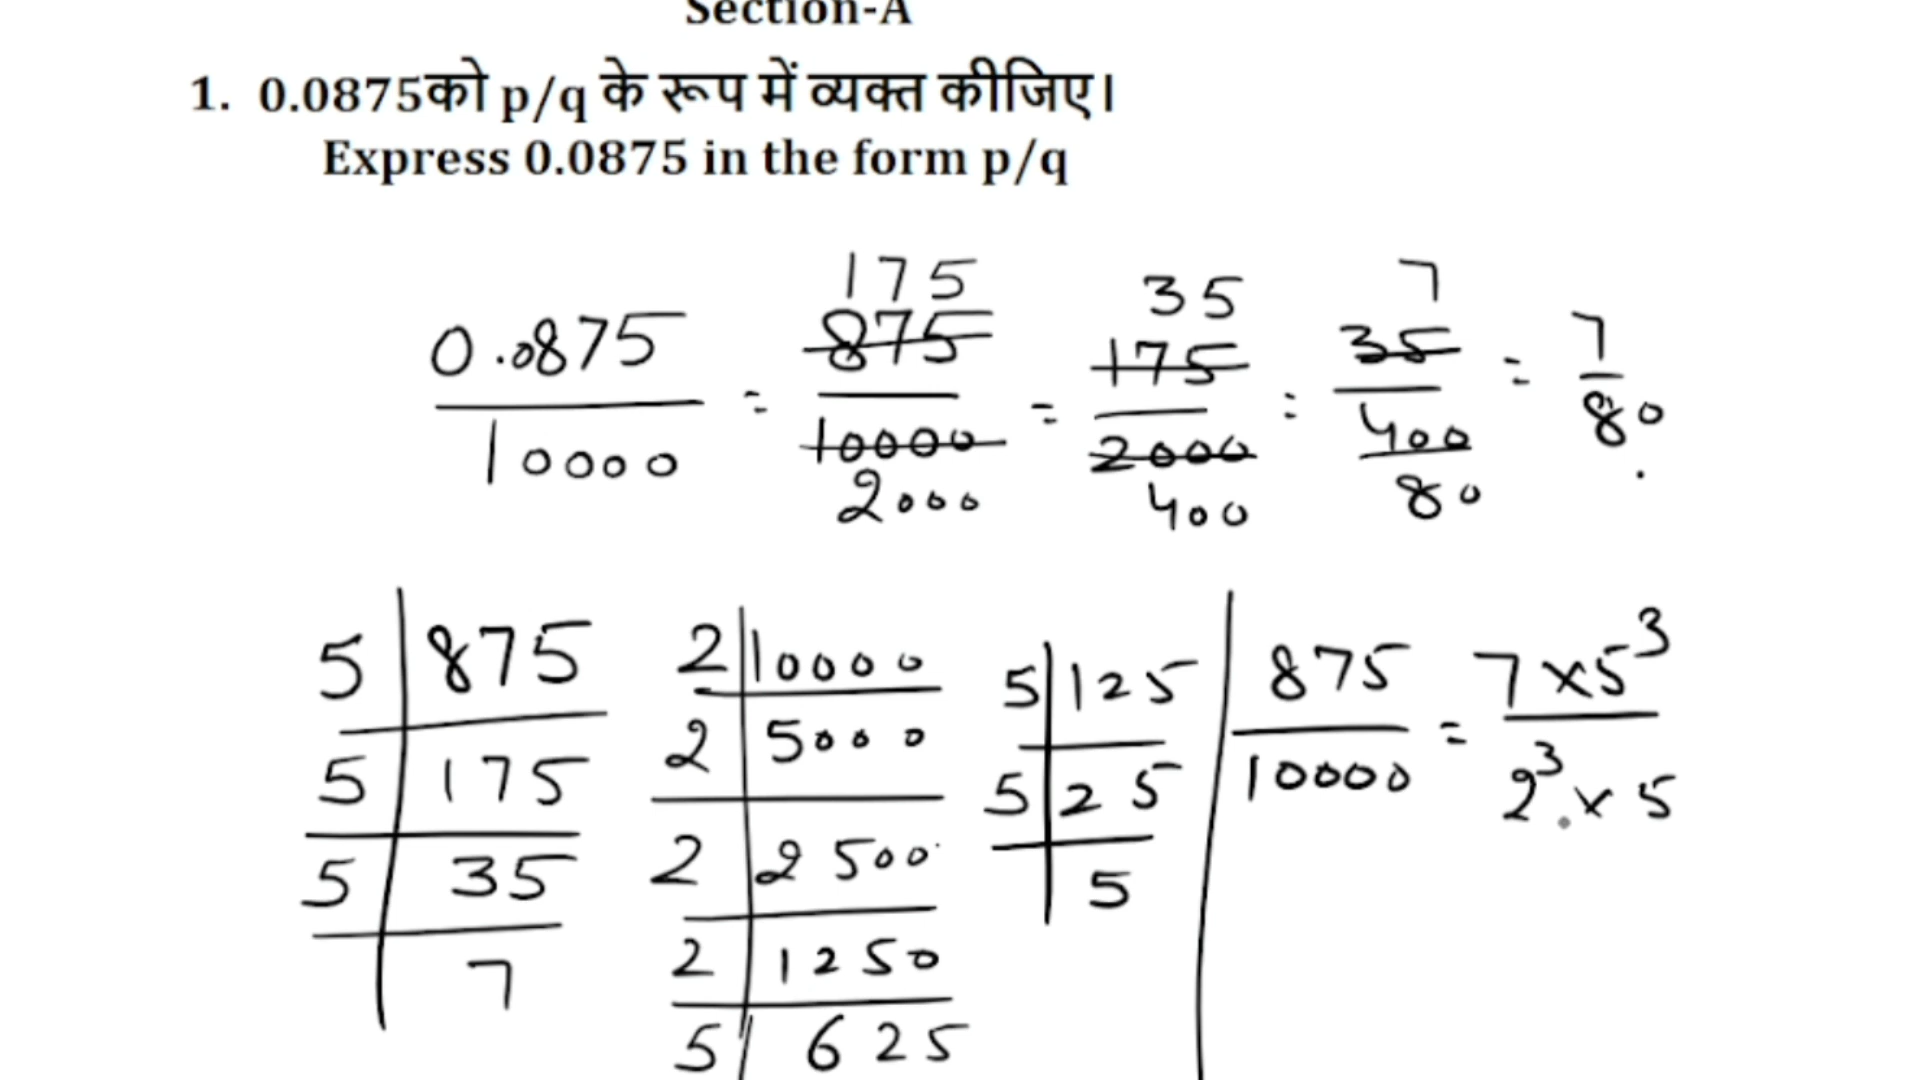 Section-A
1. 0.0875को p/q के रूप में व्यक्त कीजिए।
Express 0.0875 in the form p/q
175 35 7
0.0875 875 175 35 7
= = = =
10000 10000 2000 400 80
2000 400 80
5 875
5 175
5 35
7
2 10000
2 5000
2 2500
2 1250
5 625
5 125
5 25
5
875 = 7×5³
10000 2³×5